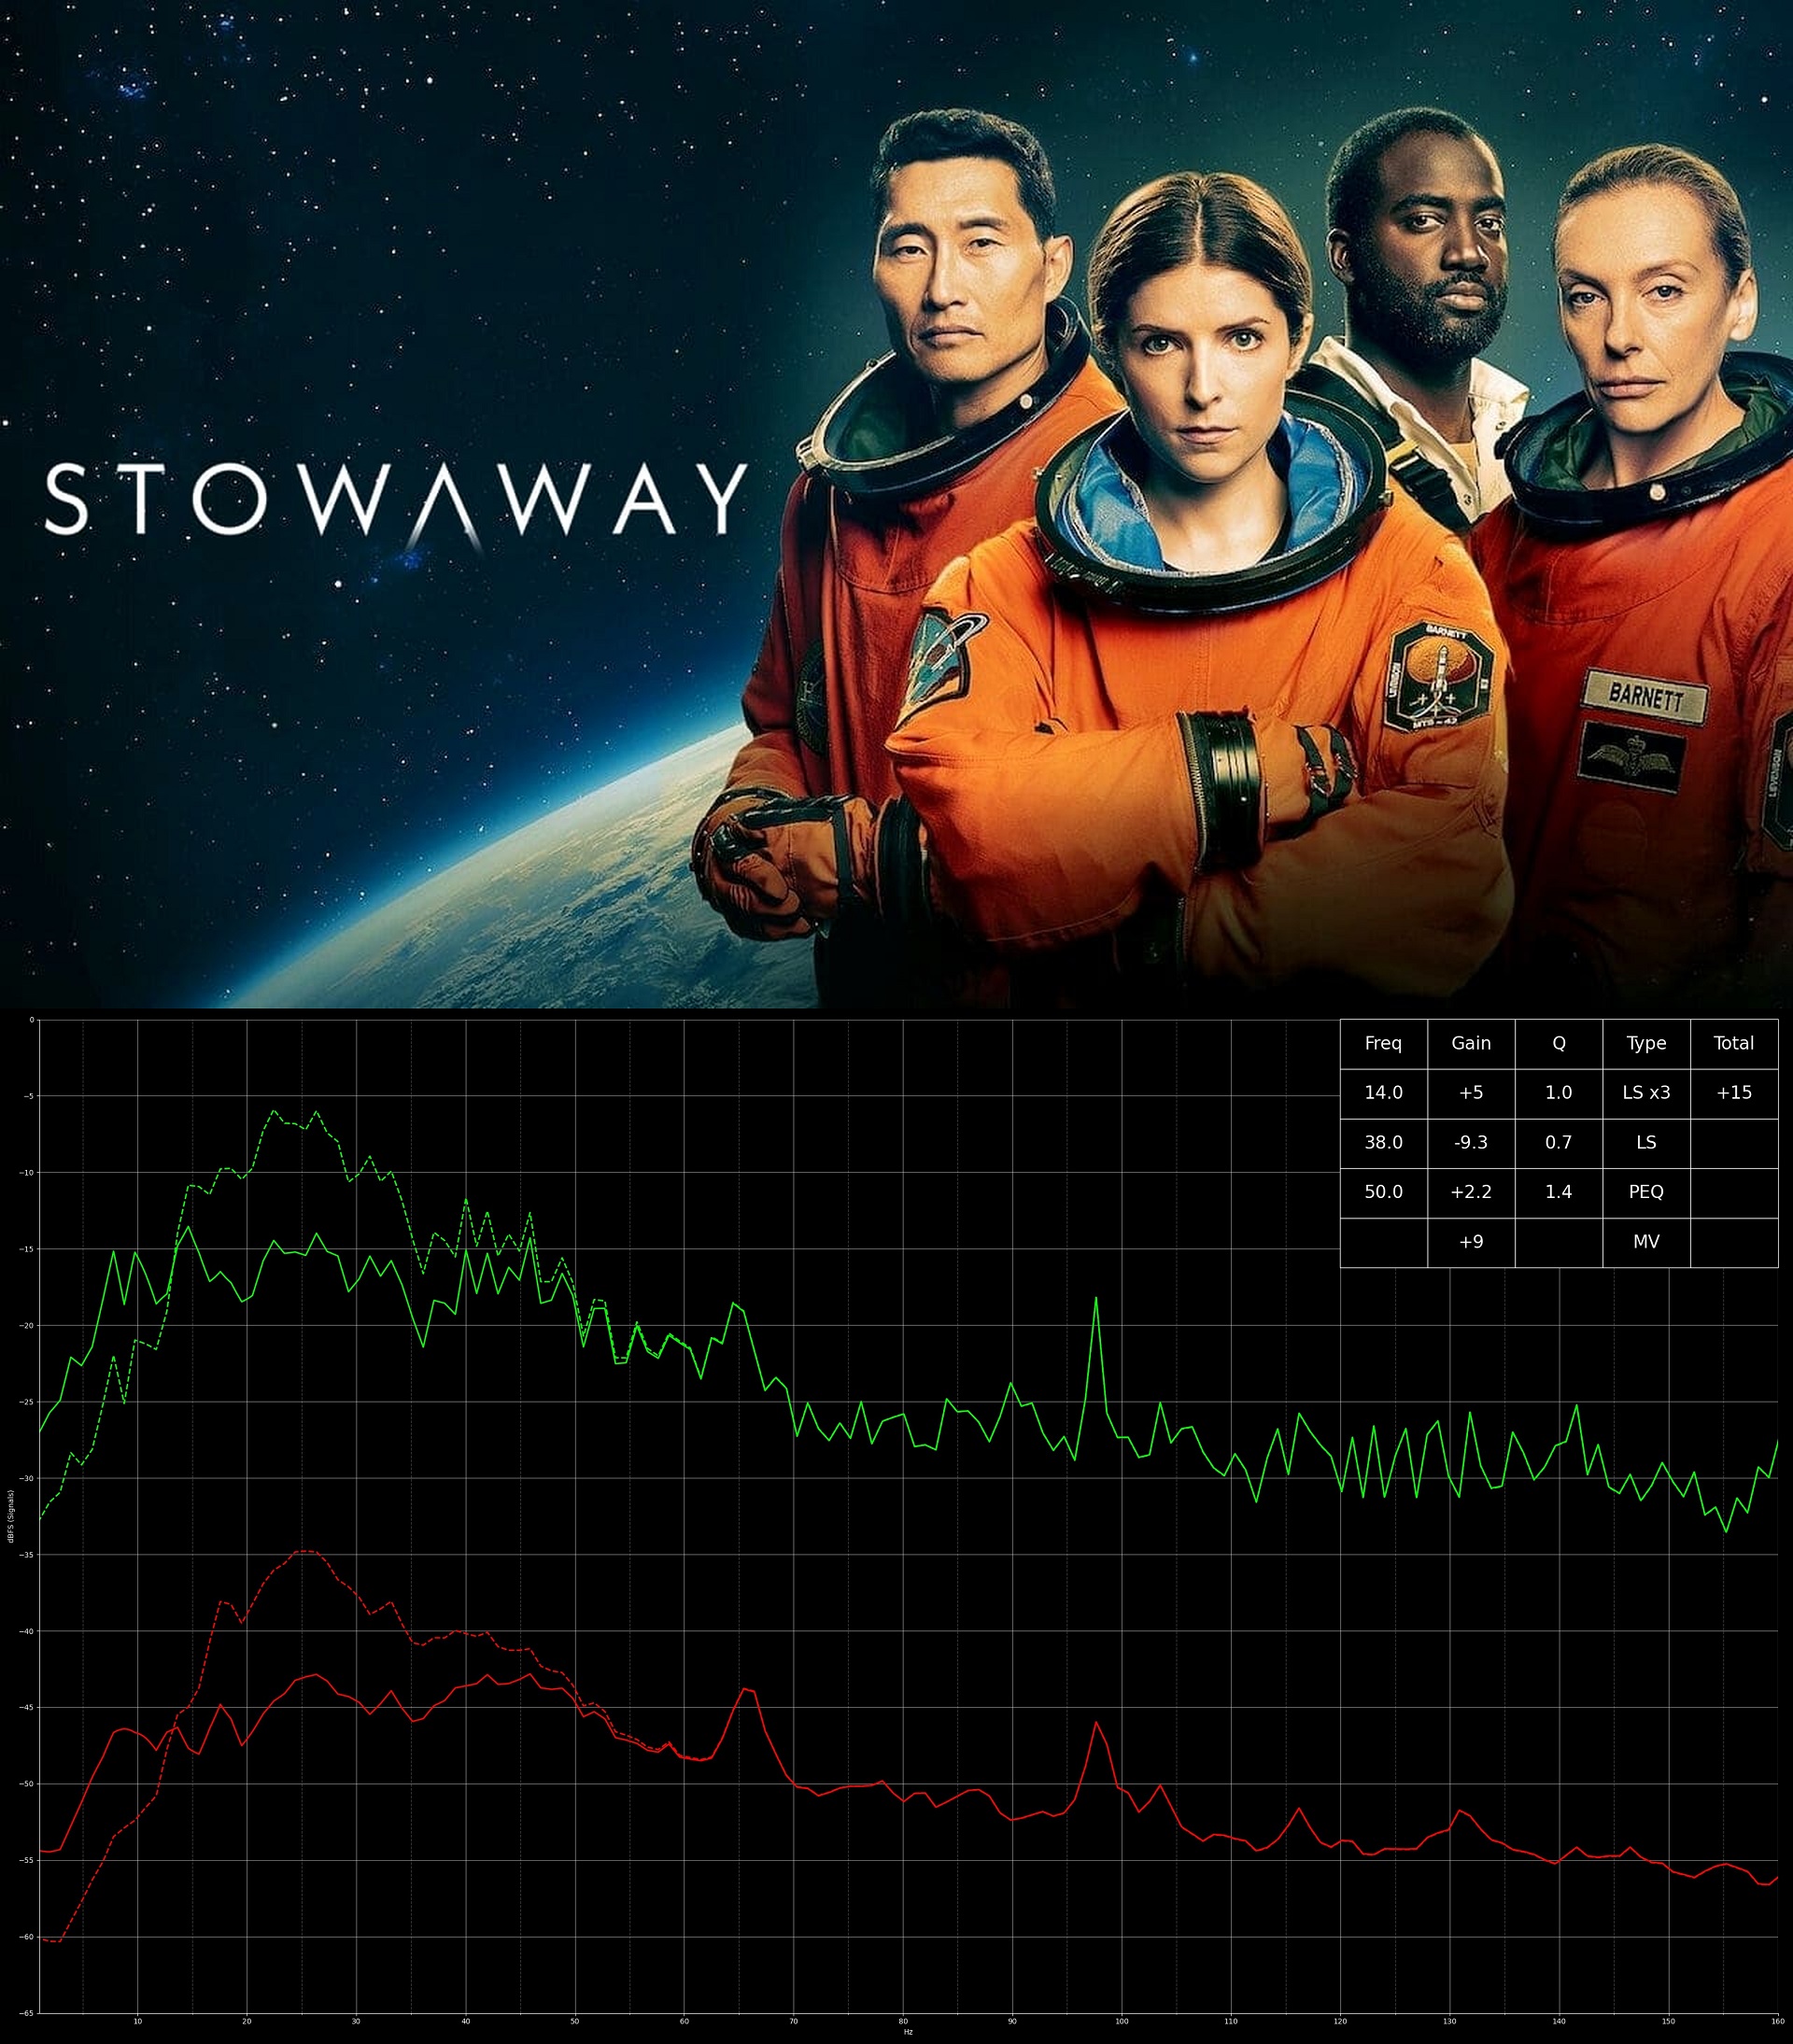 STOWAWAY
BARNETT
MTS-42
BARNETT
Freq Gain Q Type Total
14.0 +5 1.0 LS x3 +15
38.0 -9.3 0.7 LS
50.0 +2.2 1.4 PEQ
+9 MV
0
−5
−10
−15
−20
−25
−30
−35
−40
−45
−50
−55
−60
−65
dBFS (Signals)
10 20 30 40 50 60 70 80 90 100 110 120 130 140 150 160
Hz